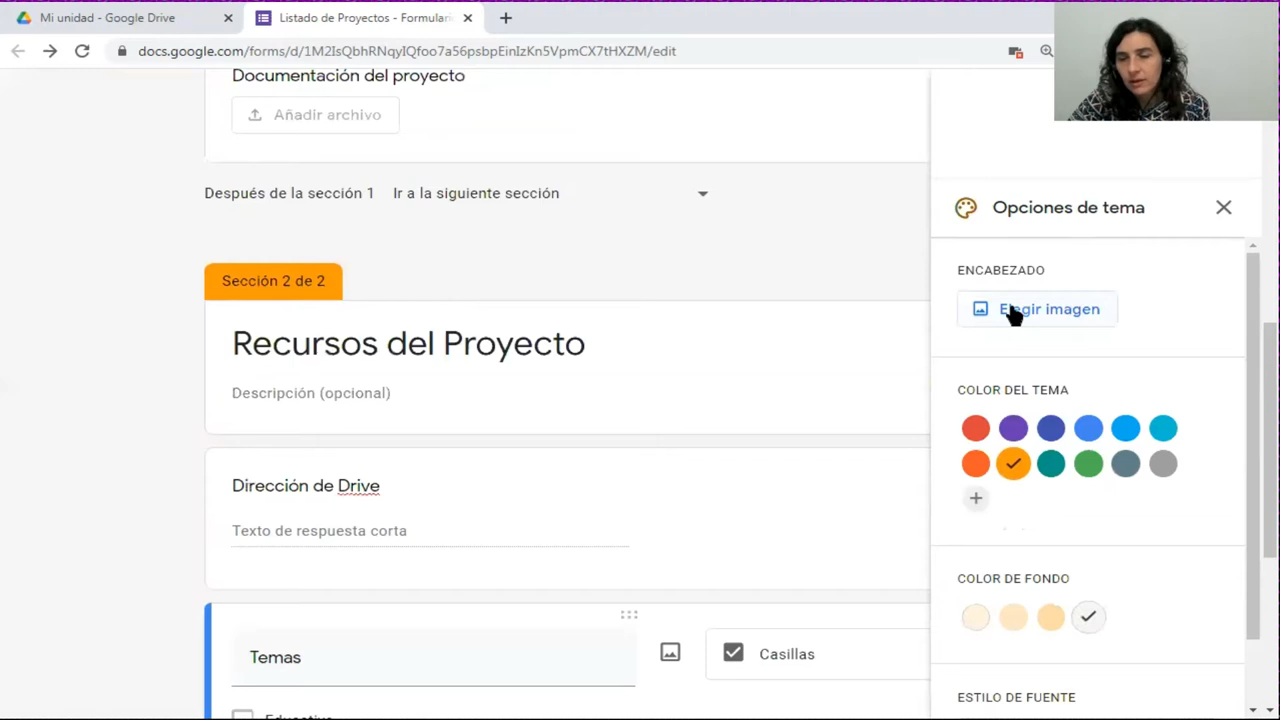 Mi unidad - Google Drive
Listado de Proyectos - Formulari
docs.google.com/forms/d/1M2IsQbhRNqyIQfoo7a56psbpEinIzKn5VpmCX7tHXZM/edit
Documentación del proyecto
Añadir archivo
Después de la sección 1 Ir a la siguiente sección
Opciones de tema
ENCABEZADO
Elegir imagen
Sección 2 de 2
Recursos del Proyecto
Descripción (opcional)
COLOR DEL TEMA
Dirección de Drive
Texto de respuesta corta
COLOR DE FONDO
Temas
Casillas
ESTILO DE FUENTE